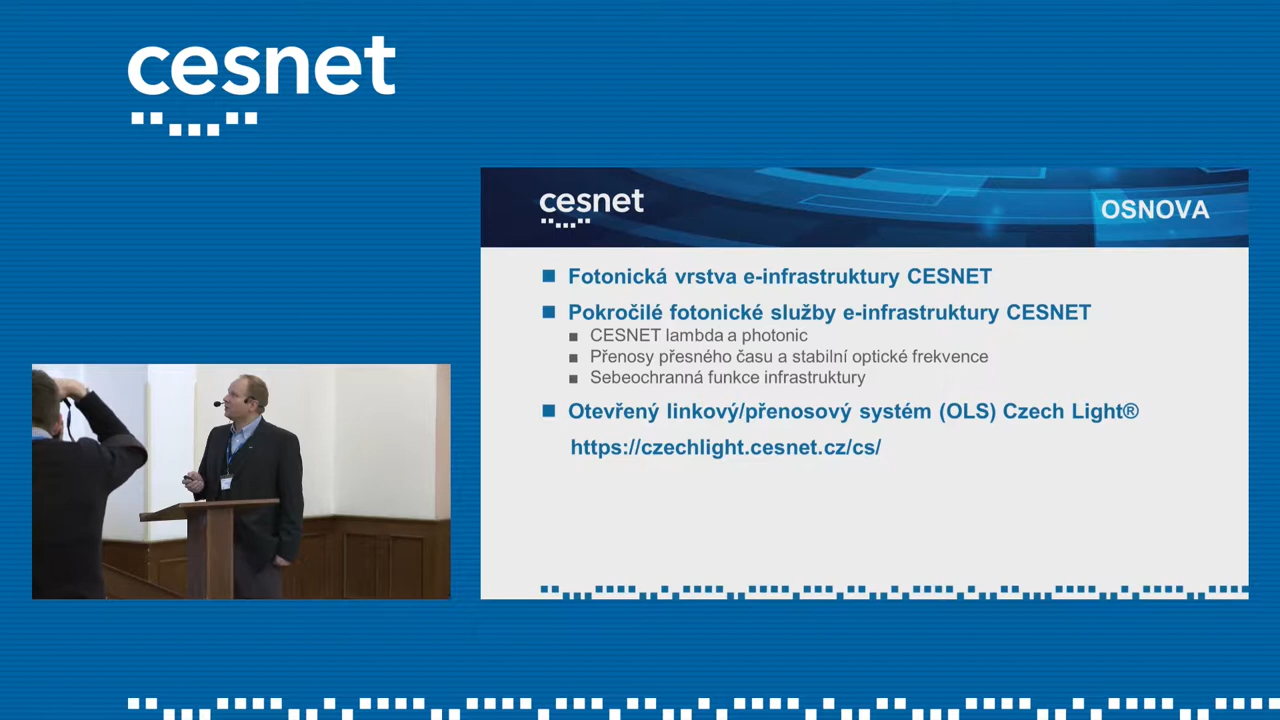 cesnet
cesnet
OSNOVA
Fotonická vrstva e-infrastruktury CESNET
Pokročilé fotonické služby e-infrastruktury CESNET
CESNET lambda a photonic
Přenosy přesného času a stabilní optické frekvence
Sebeochranná funkce infrastruktury
Otevřený linkový/přenosový systém (OLS) Czech Light®
https://czechlight.cesnet.cz/cs/